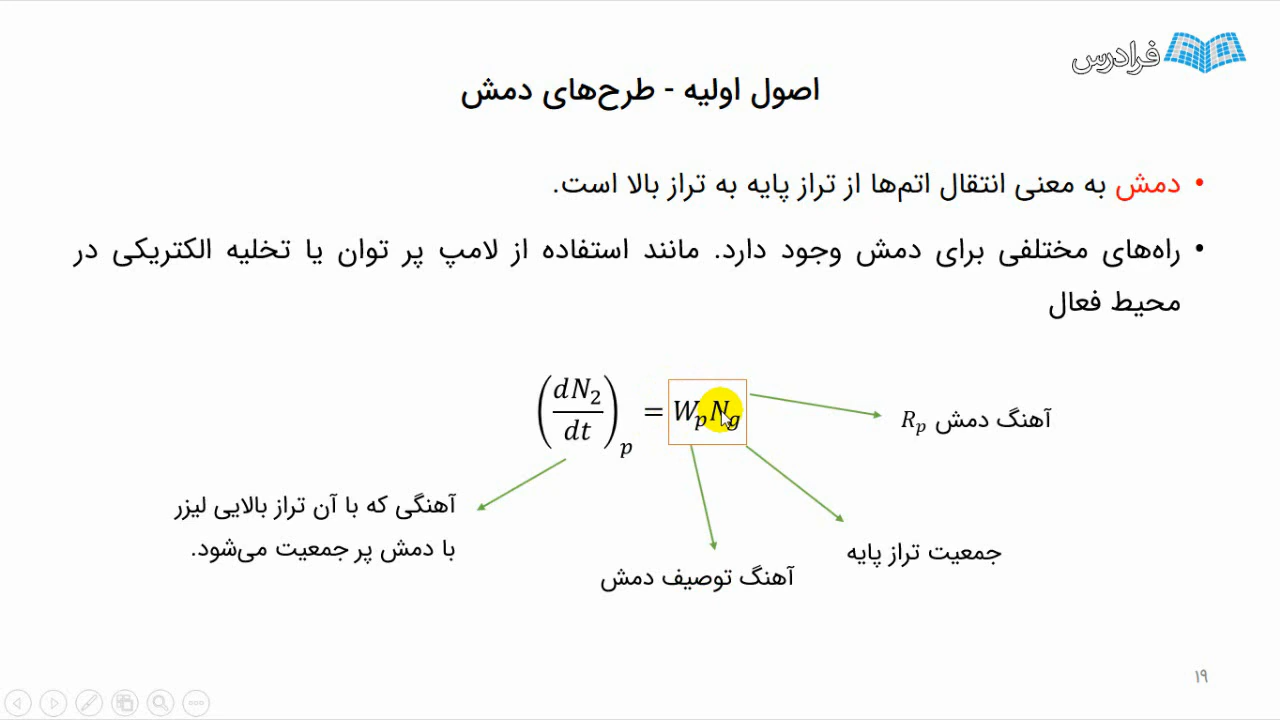 فرادرس
اصول اولیه - طرح‌های دمش
• دمش به معنی انتقال اتم‌ها از تراز پایه به تراز بالا است.
• راه‌های مختلفی برای دمش وجود دارد. مانند استفاده از لامپ پر توان یا تخلیه الکتریکی در
محیط فعال
(dN₂/dt)ₚ = WₚN_g
آهنگ دمش Rₚ
آهنگی که با آن تراز بالایی لیزر
با دمش پر جمعیت می‌شود.
جمعیت تراز پایه
آهنگ توصیف دمش
۱۹